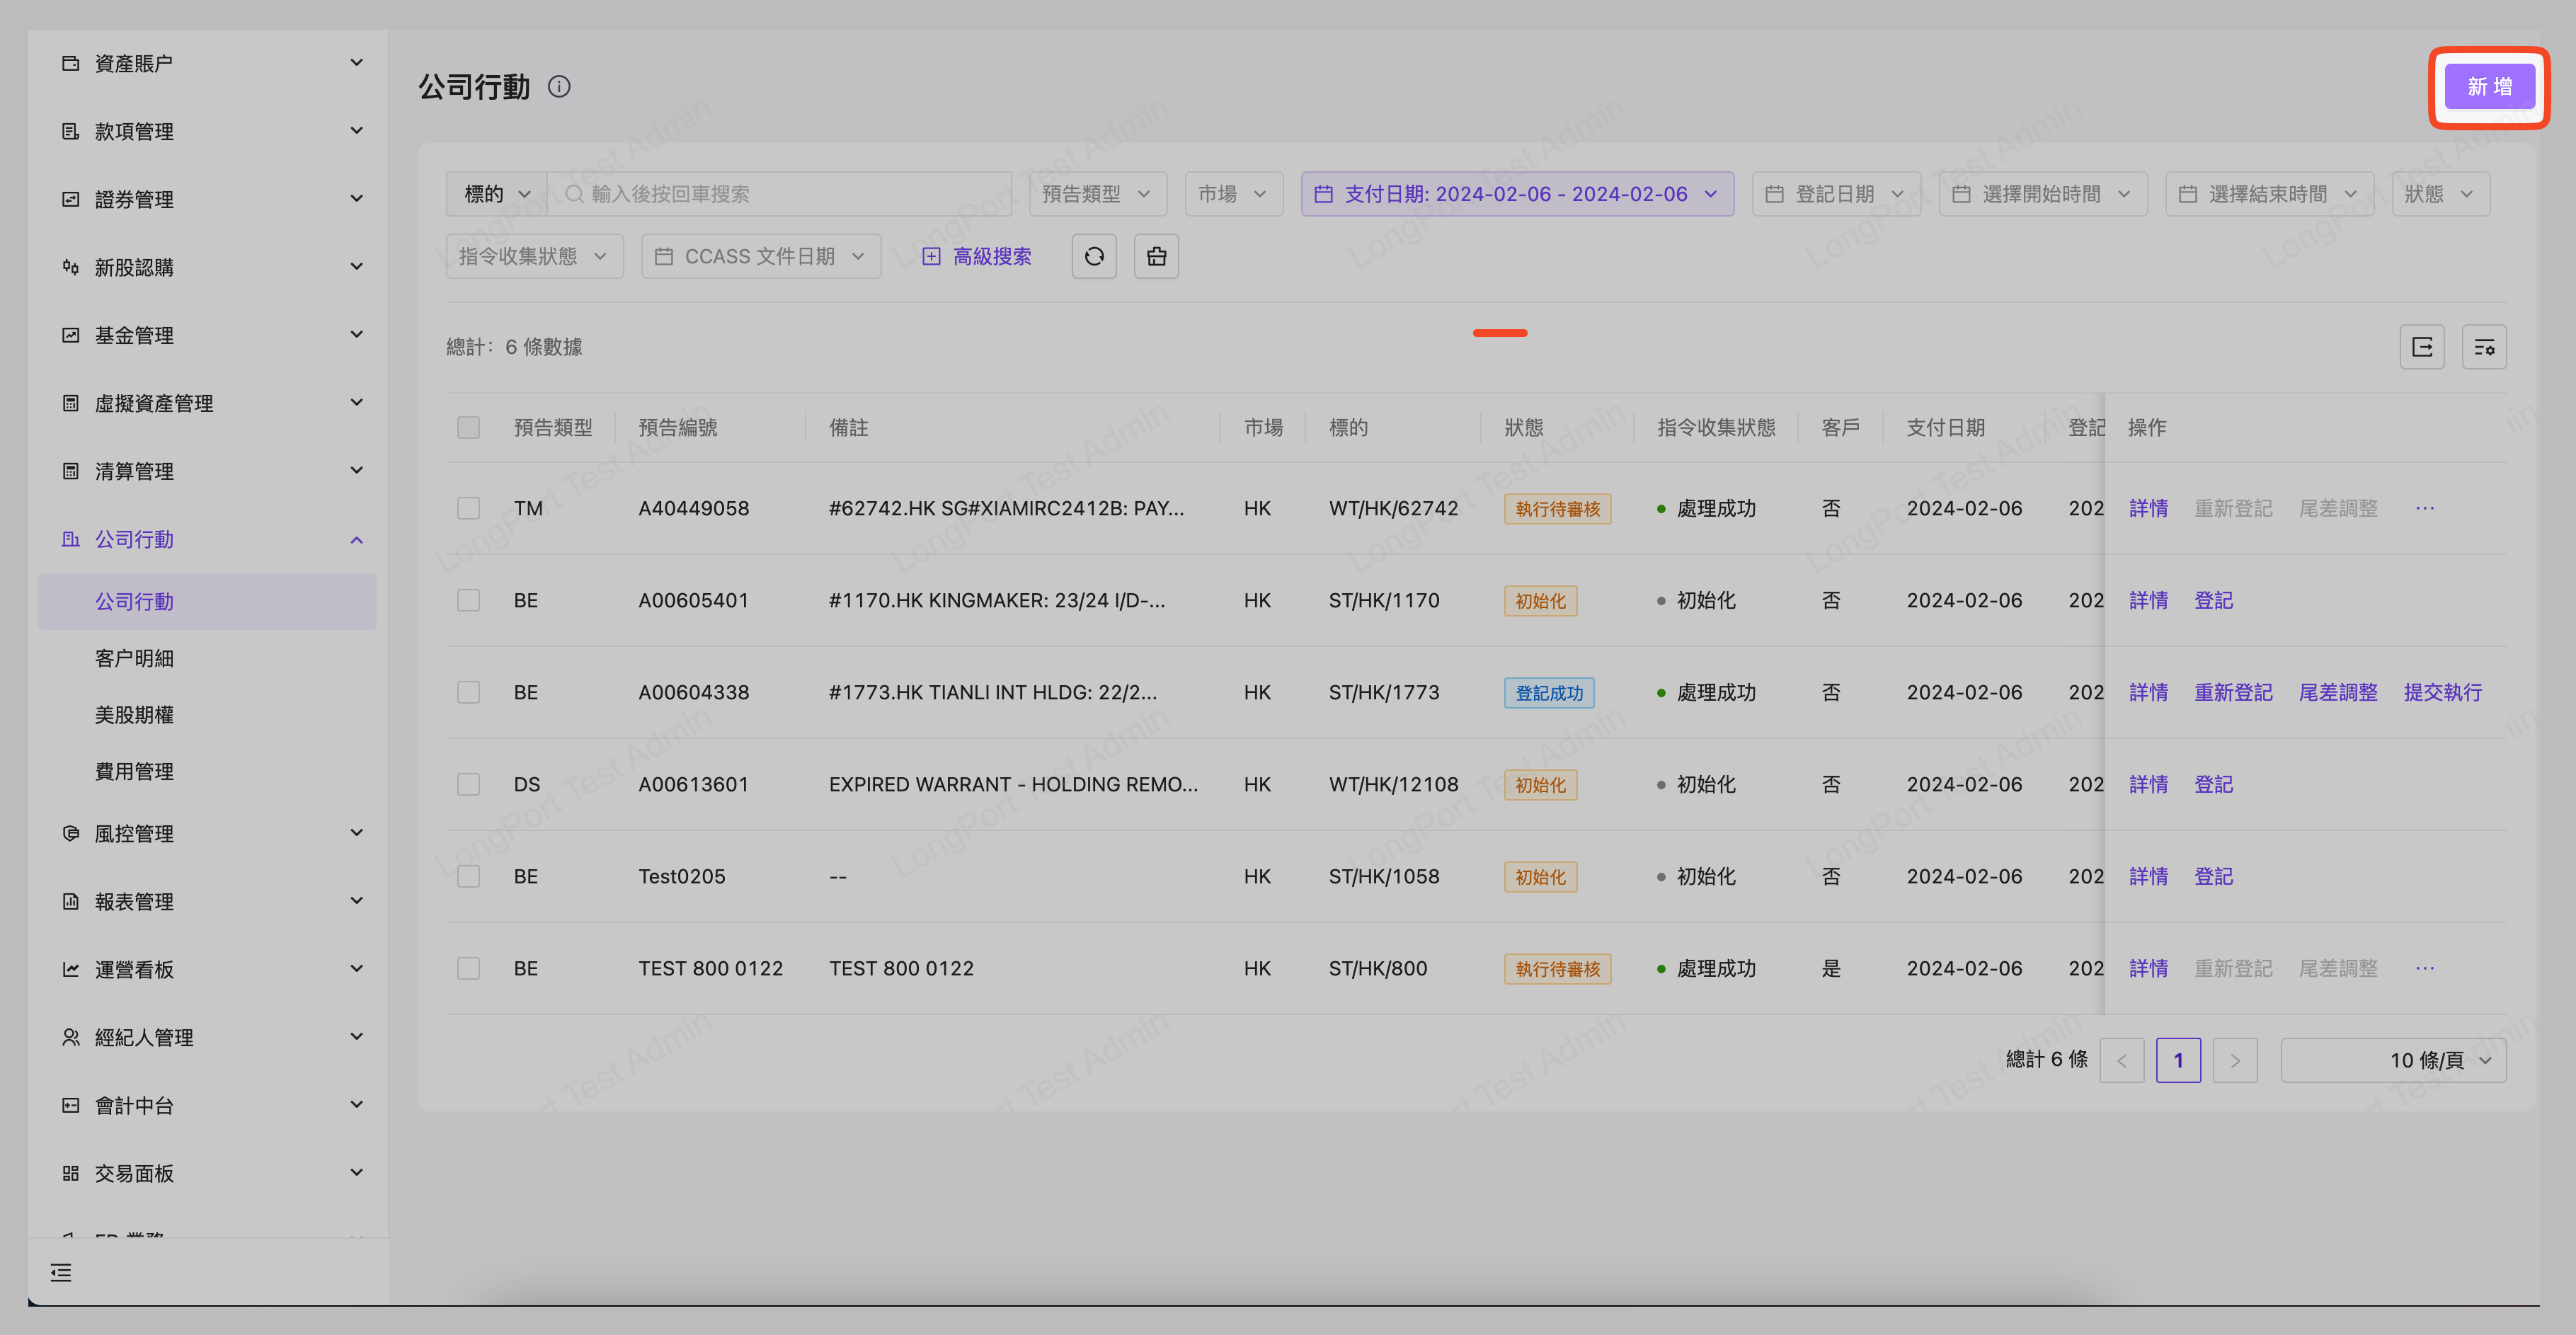 資產賬户
款項管理
證券管理
新股認購
基金管理
虛擬資產管理
清算管理
公司行動
公司行動
客户明細
美股期權
費用管理
風控管理
報表管理
運營看板
經紀人管理
會計中台
交易面板
公司行動
新增
標的 輸入後按回車搜索 預告類型 市場 支付日期: 2024-02-06 - 2024-02-06 登記日期 選擇開始時間 選擇結束時間 狀態
指令收集狀態 CCASS 文件日期 高級搜索
總計：6 條數據
預告類型 預告編號 備註 市場 標的 狀態 指令收集狀態 客戶 支付日期 登記 操作
TM A40449058 #62742.HK SG#XIAMIRC2412B: PAY... HK WT/HK/62742 執行待審核 處理成功 否 2024-02-06 202 詳情 重新登記 尾差調整 ...
BE A00605401 #1170.HK KINGMAKER: 23/24 I/D-... HK ST/HK/1170 初始化 初始化 否 2024-02-06 202 詳情 登記
BE A00604338 #1773.HK TIANLI INT HLDG: 22/2... HK ST/HK/1773 登記成功 處理成功 否 2024-02-06 202 詳情 重新登記 尾差調整 提交執行
DS A00613601 EXPIRED WARRANT - HOLDING REMO... HK WT/HK/12108 初始化 初始化 否 2024-02-06 202 詳情 登記
BE Test0205 -- HK ST/HK/1058 初始化 初始化 否 2024-02-06 202 詳情 登記
BE TEST 800 0122 TEST 800 0122 HK ST/HK/800 執行待審核 處理成功 是 2024-02-06 202 詳情 重新登記 尾差調整 ...
總計 6 條 < 1 > 10 條/頁
LongPort Test Admin